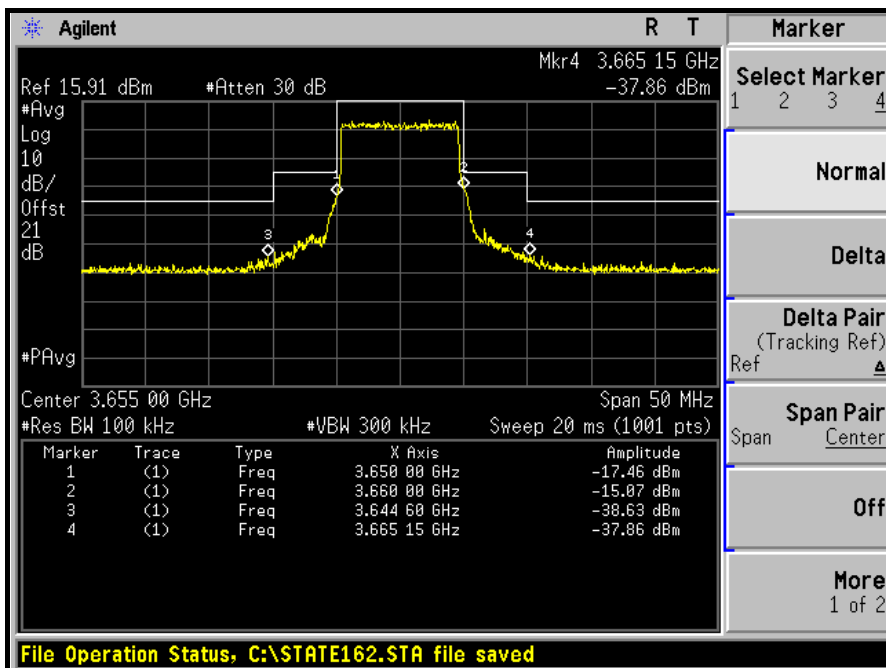 Agilent R T Marker
Mkr4 3.665 15 GHz
Ref 15.91 dBm #Atten 30 dB -37.86 dBm
#Avg
Log
10
dB/
Offst
21
dB
1
2
3
4
#PAvg
Center 3.655 00 GHz Span 50 MHz
#Res BW 100 kHz #VBW 300 kHz Sweep 20 ms (1001 pts)
Marker Trace Type X Axis Amplitude
1 (1) Freq 3.650 00 GHz -17.46 dBm
2 (1) Freq 3.660 00 GHz -15.07 dBm
3 (1) Freq 3.644 60 GHz -38.63 dBm
4 (1) Freq 3.665 15 GHz -37.86 dBm
Select Marker
1 2 3 4
Normal
Delta
Delta Pair
(Tracking Ref)
Ref Δ
Span Pair
Span Center
Off
More
1 of 2
File Operation Status, C:\STATE162.STA file saved